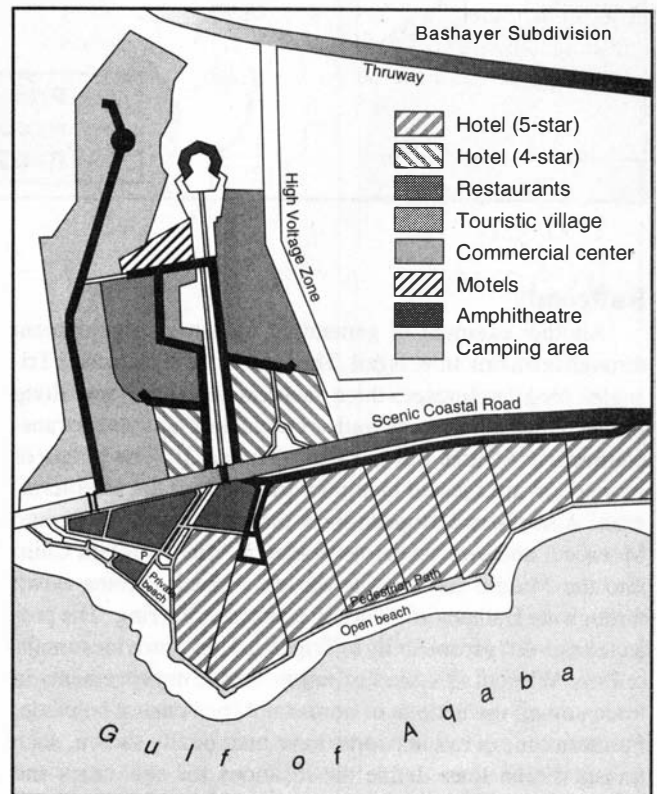 Bashayer Subdivision
Thruway
Hotel (5-star)
Hotel (4-star)
Restaurants
Touristic village
Commercial center
Motels
Amphitheatre
Camping area
High Voltage Zone
Scenic Coastal Road
P
Private beach
Pedestrian Path
Open beach
Gulf of Aqaba